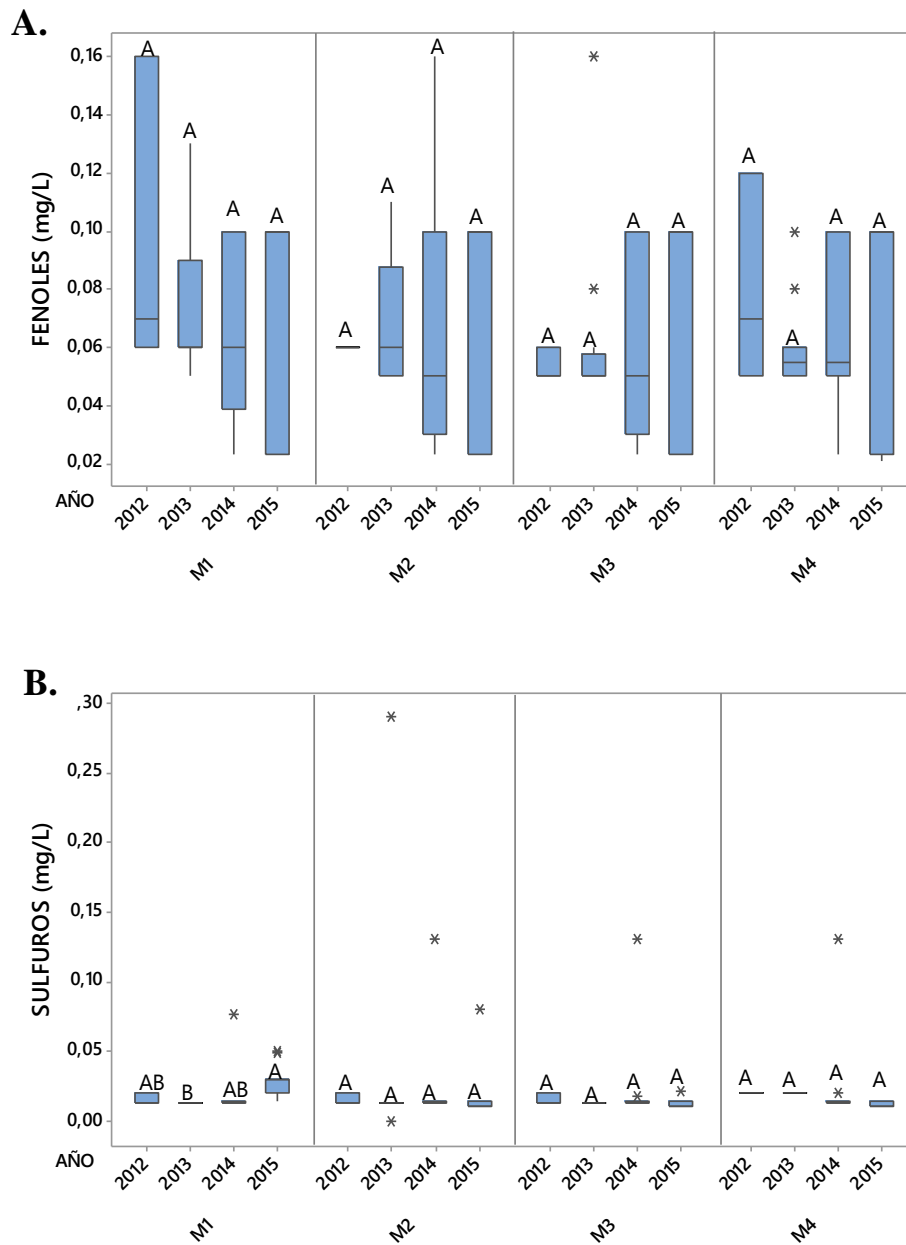 A.
FENOLES (mg/L)
0,16
0,14
0,12
0,10
0,08
0,06
0,04
0,02
A A A A A A A A A A A A A A A A
AÑO 2012 2013 2014 2015 2012 2013 2014 2015 2012 2013 2014 2015 2012 2013 2014 2015
M1 M2 M3 M4
B.
SULFUROS (mg/L)
,30
0,25
0,20
0,15
0,10
0,05
0,00
AB B AB A A A A A A A A A A A A A
AÑO 2012 2013 2014 2015 2012 2013 2014 2015 2012 2013 2014 2015 2012 2013 2014 2015
M1 M2 M3 M4